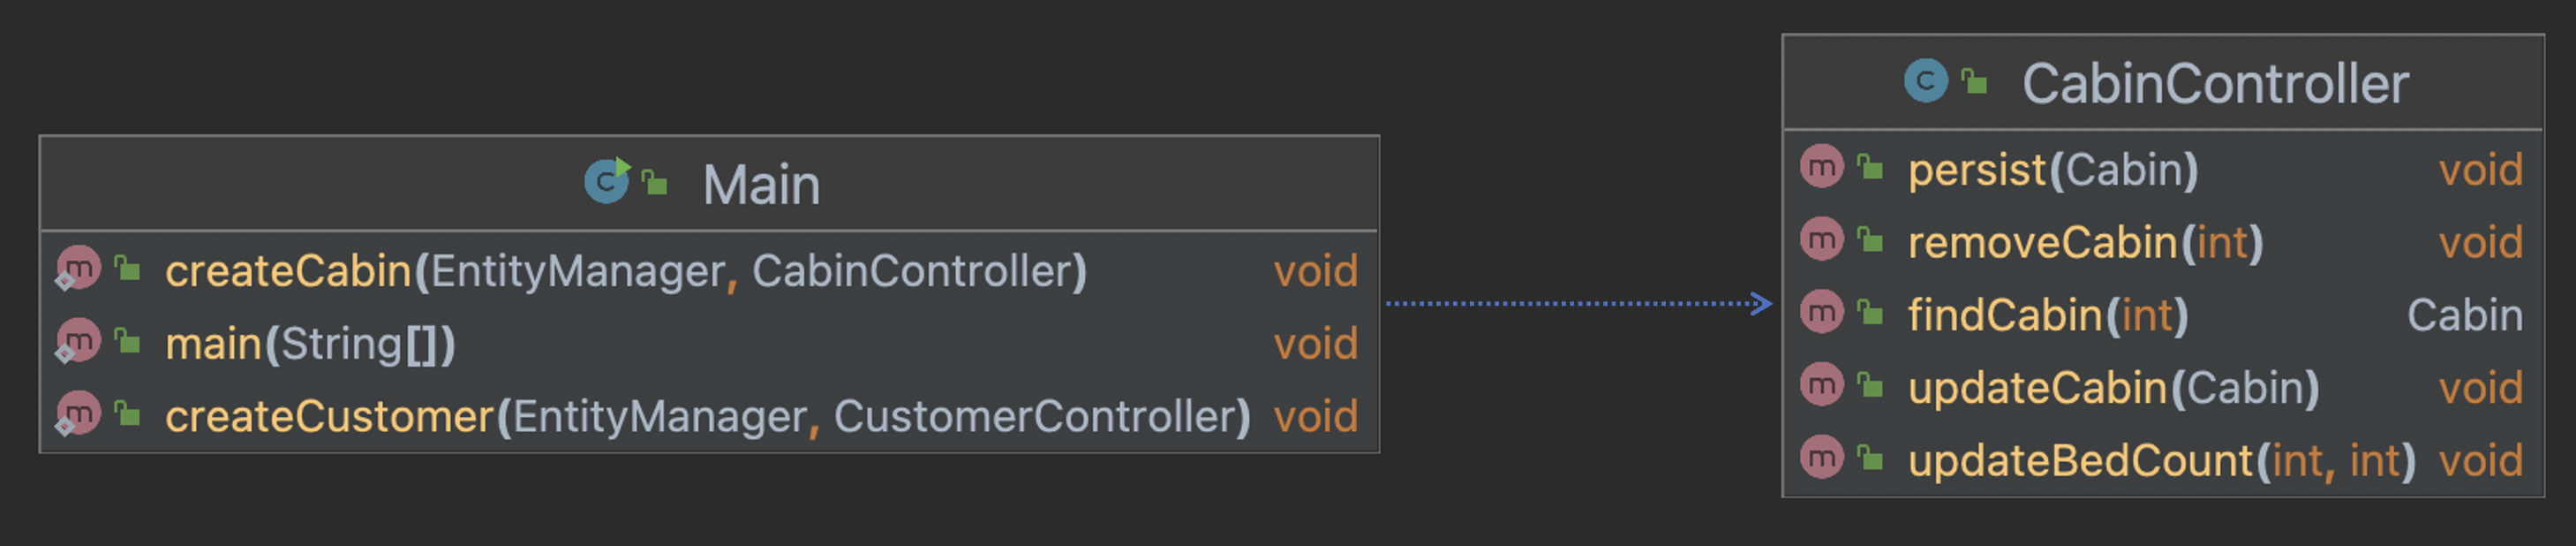 Main
createCabin(EntityManager, CabinController) void
main(String[]) void
createCustomer(EntityManager, CustomerController) void
CabinController
persist(Cabin) void
removeCabin(int) void
findCabin(int) Cabin
updateCabin(Cabin) void
updateBedCount(int, int) void